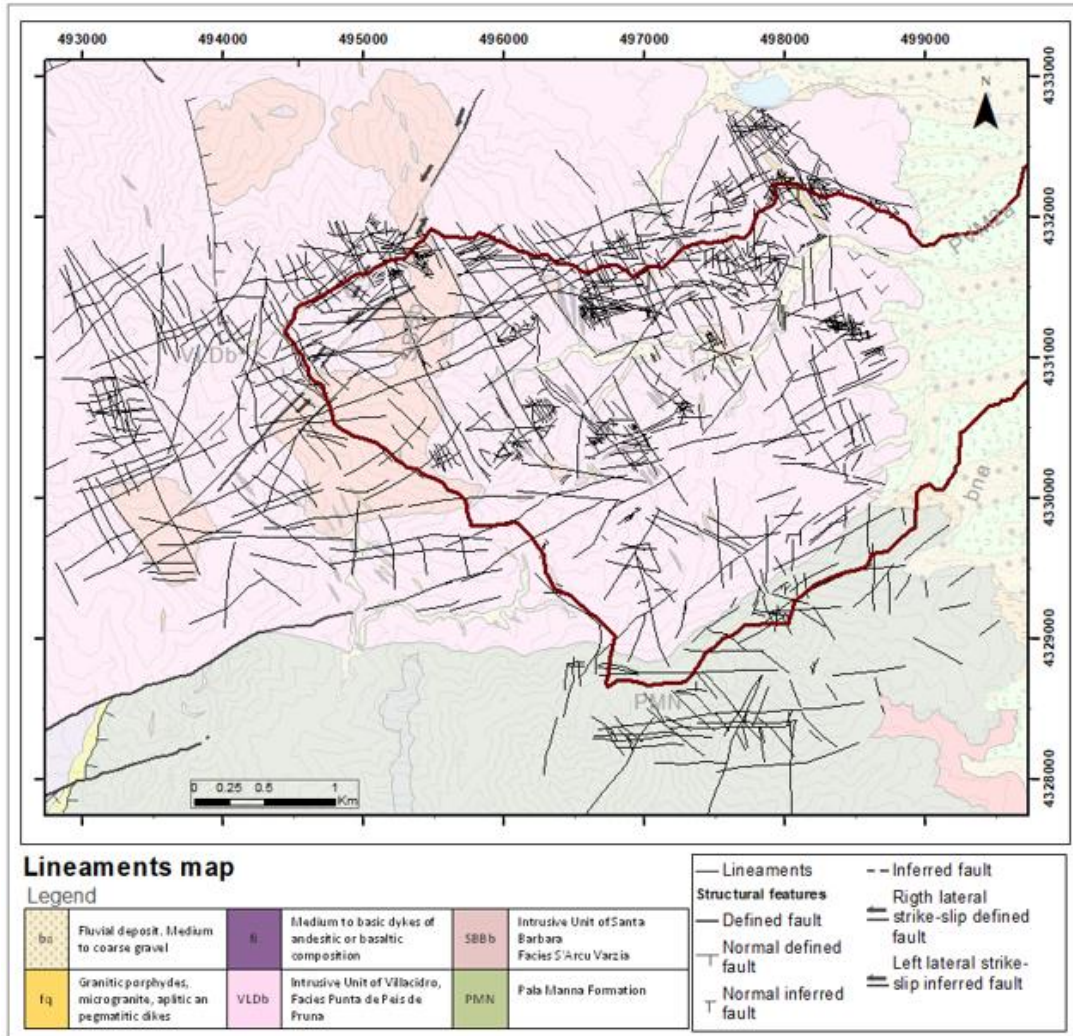 493000 494000 495000 496000 497000 498000 499000
4333000
N
4332000
PVM2a
VLDb
4331000
4330000
bnb
4329000
PMN
4328000
0 0.25 0.5 1
Km
Lineaments map
Legend
Fluvial deposit. Medium
to coarse gravel
fi
Medium to basic dykes of
andesitic or basaltic
composition
SBBb
Intrusive Unit of Santa
Barbara
Facies S'Arcu Varzia
fq
Granitic porphydes,
microgranite, aplitic an
pegmatitic dikes
VLDb
Intrusive Unit of Villacidro,
Facies Punta de Peis de
Pruna
PMN
Pala Manna Formation
Lineaments
Structural features
Defined fault
Normal defined
fault
Normal inferred
fault
Inferred fault
Rigth lateral
strike-slip defined
fault
Left lateral strike-
slip inferred fault